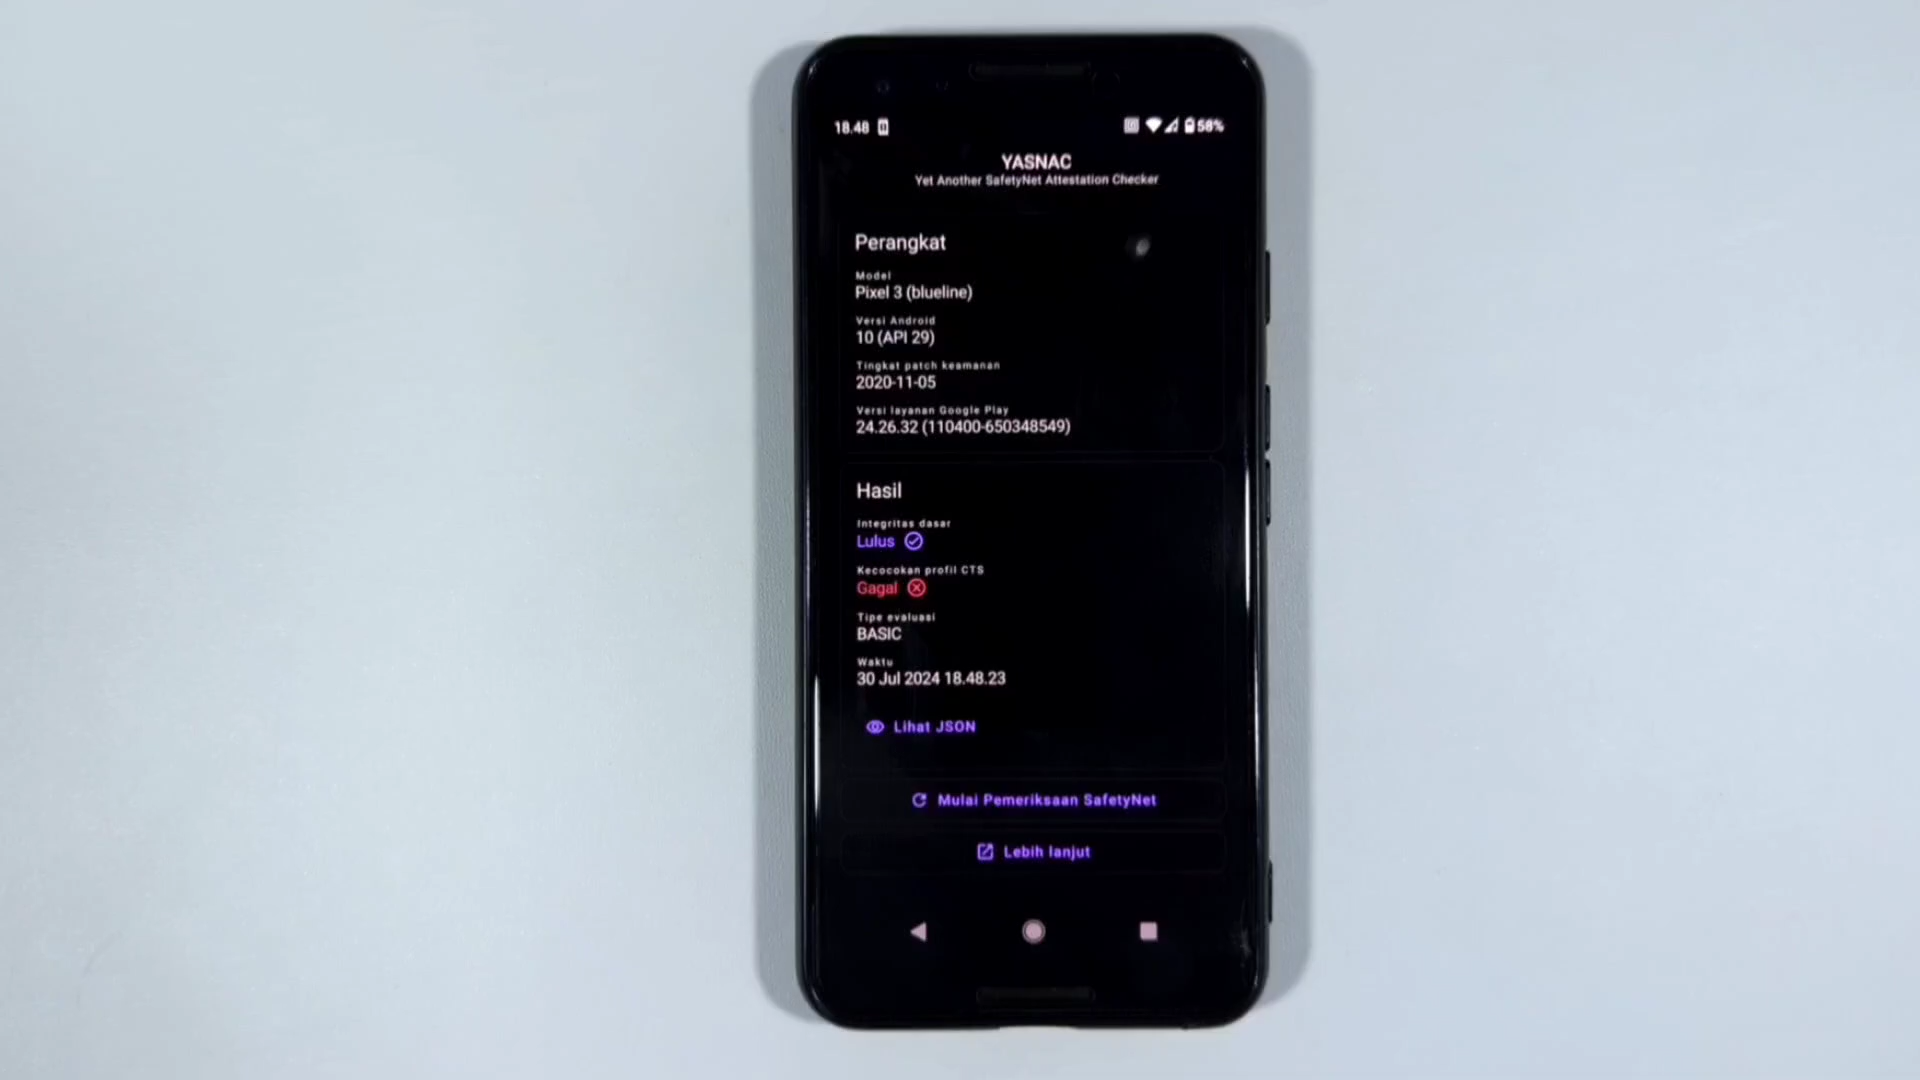 18.48
58%
YASNAC
Yet Another SafetyNet Attestation Checker
Perangkat
Model
Pixel 3 (blueline)
Versi Android
10 (API 29)
Tingkat patch keamanan
2020-11-05
Versi layanan Google Play
24.26.32 (110400-650348549)
Hasil
Integritas dasar
Lulus
Kecocokan profil CTS
Gagal
Tipe evaluasi
BASIC
Waktu
30 Jul 2024 18.48.23
Lihat JSON
Mulai Pemeriksaan SafetyNet
Lebih lanjut